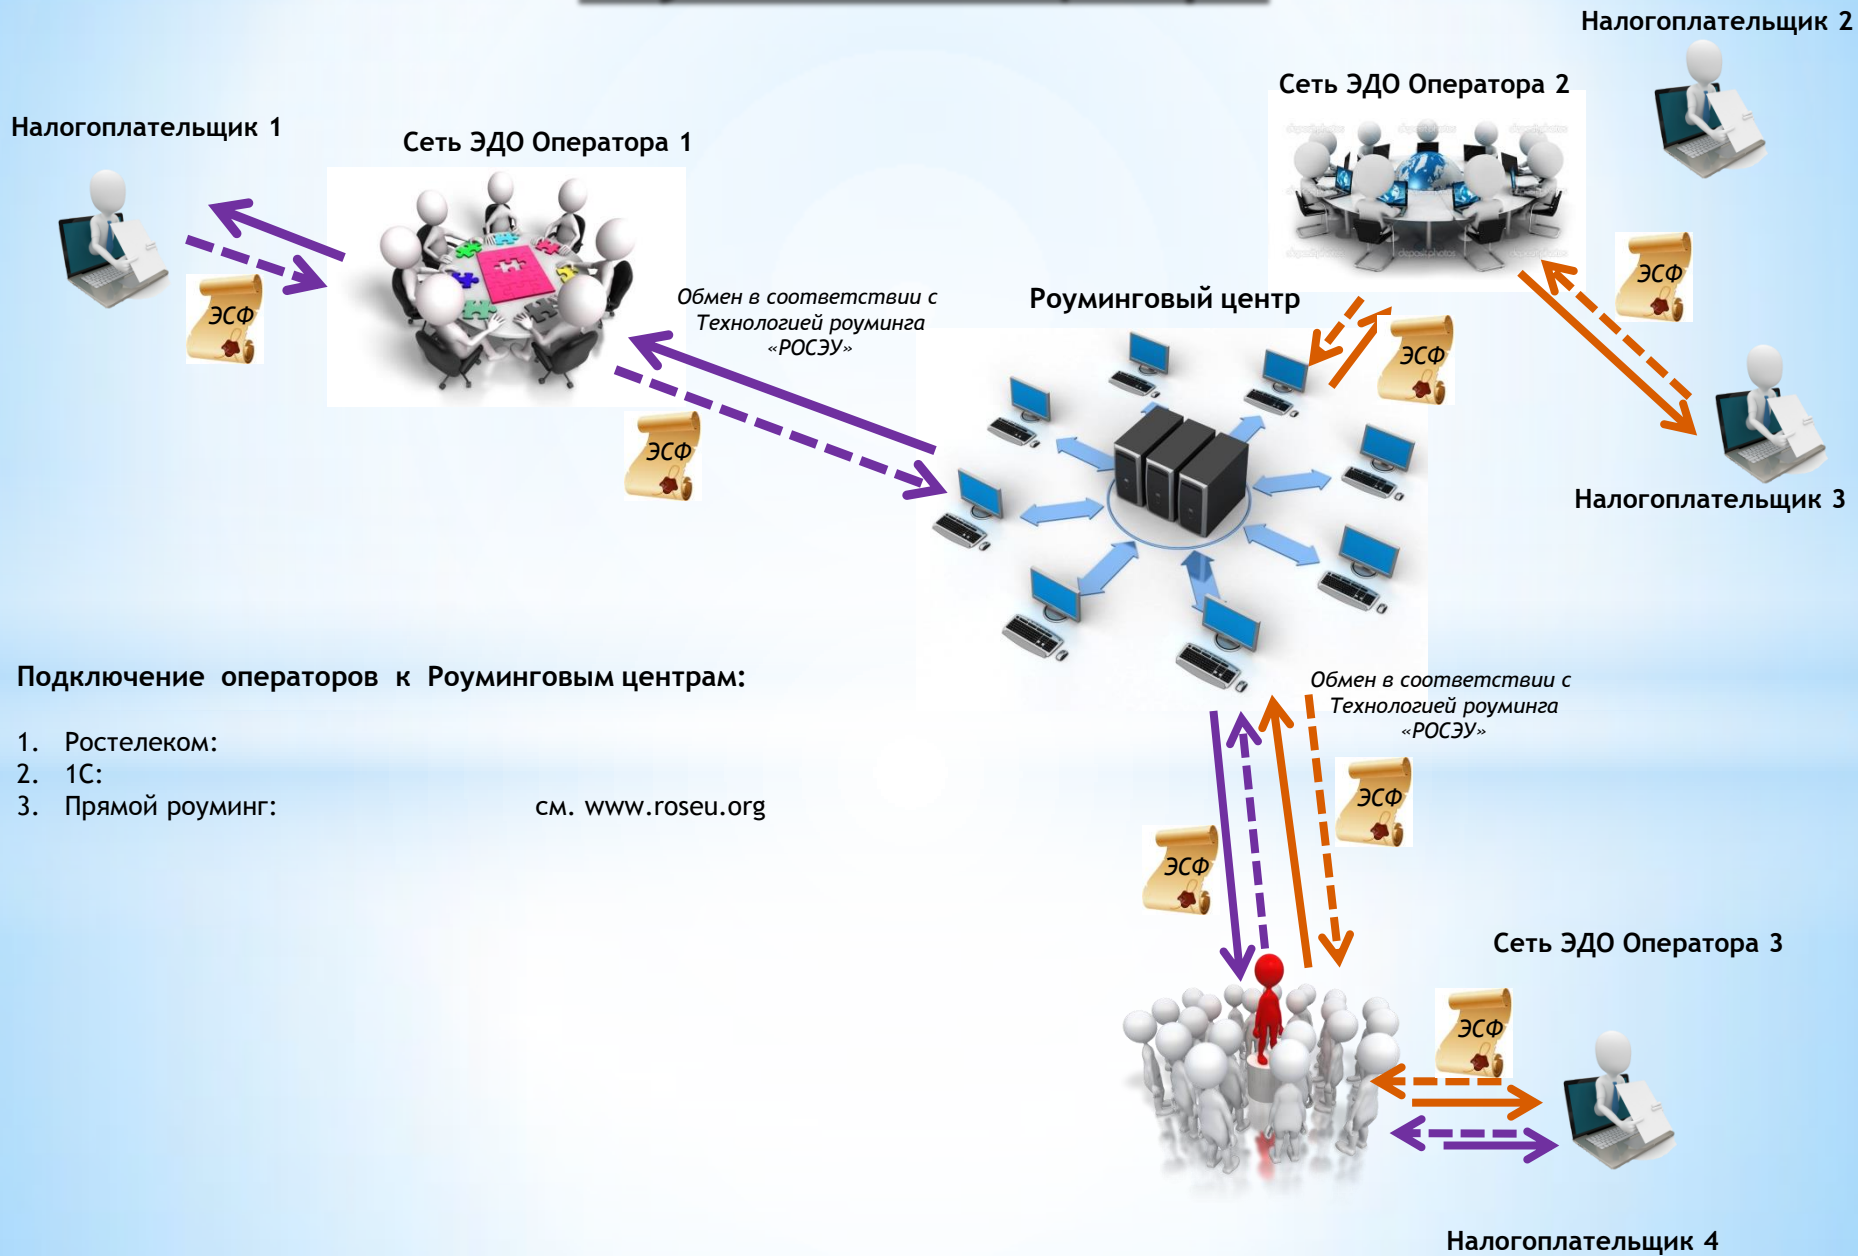 Налогоплательщик 2
Сеть ЭДО Оператора 2
Налогоплательщик 1
Сеть ЭДО Оператора 1
depositphotos
depositphotos
ЭСФ
ЭСФ
Обмен в соответствии с
Технологией роуминга
«РОСЭУ»
Роуминговый центр
ЭСФ
ЭСФ
Налогоплательщик 3
Подключение операторов к Роуминговым центрам:
1. Ростелеком:
2. 1С:
3. Прямой роуминг: см. www.roseu.org
Обмен в соответствии с
Технологией роуминга
«РОСЭУ»
ЭСФ
ЭСФ
Сеть ЭДО Оператора 3
ЭСФ
Налогоплательщик 4